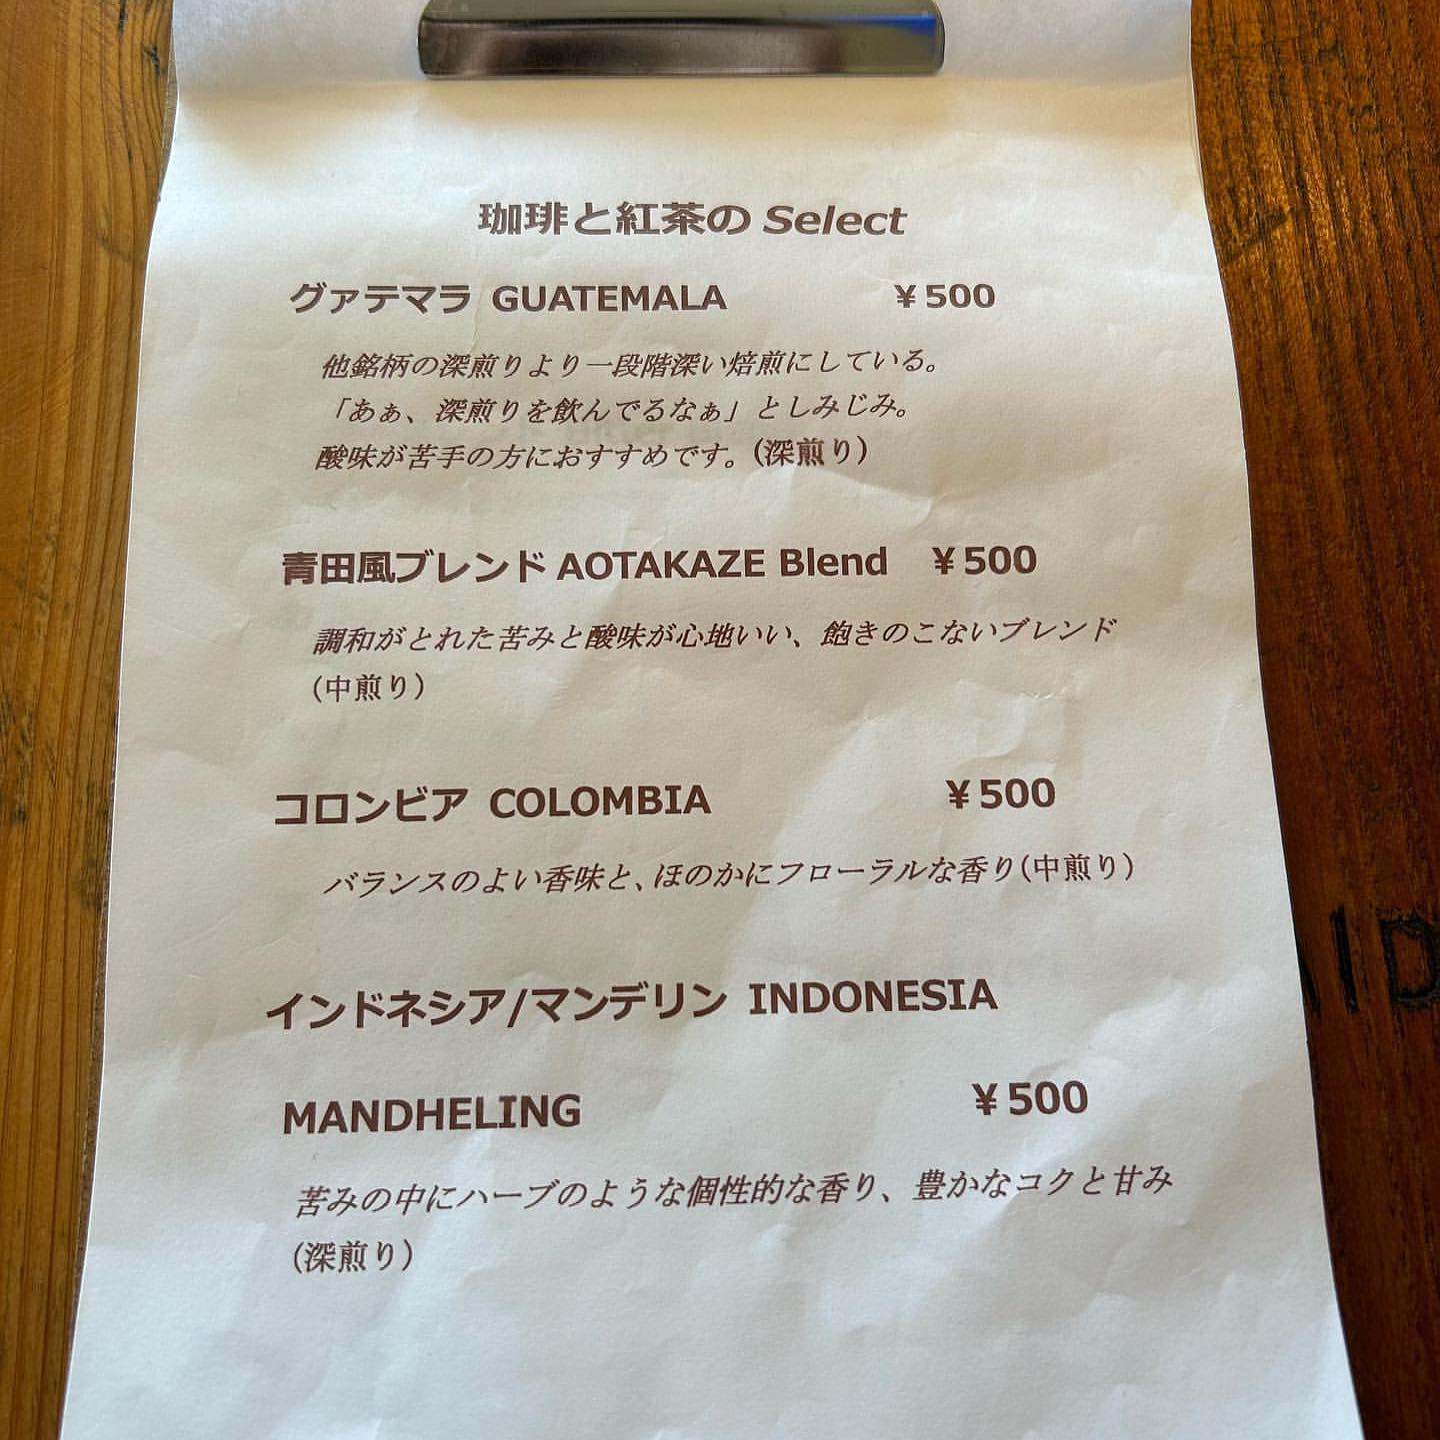 珈琲と紅茶の Select
グァテマラ GUATEMALA ￥500
他銘柄の深煎りより一段階深い焙煎にしている。
「あぁ、深煎りを飲んでるなぁ」としみじみ。
酸味が苦手の方におすすめです。(深煎り)
青田風ブレンド AOTAKAZE Blend ￥500
調和がとれた苦みと酸味が心地いい、飽きのこないブレンド
(中煎り)
コロンビア COLOMBIA ￥500
バランスのよい香味と、ほのかにフローラルな香り(中煎り)
インドネシア/マンデリン INDONESIA
MANDHELING ￥500
苦みの中にハーブのような個性的な香り、豊かなコクと甘み
(深煎り)